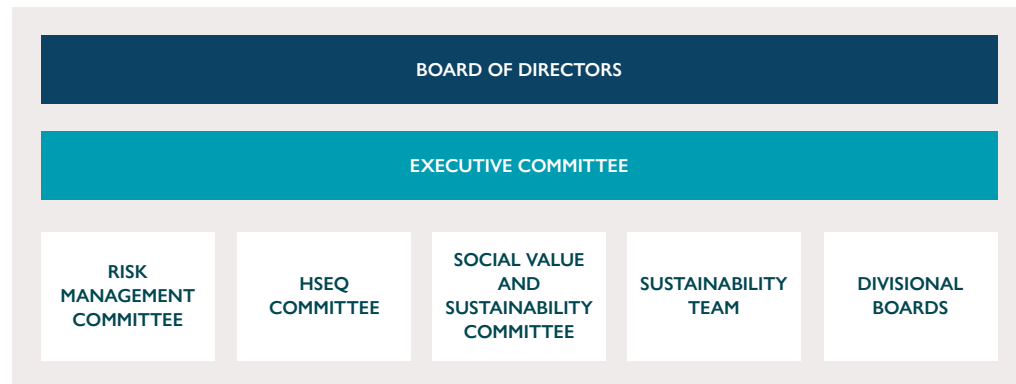 BOARD OF DIRECTORS
EXECUTIVE COMMITTEE
RISK
MANAGEMENT
COMMITTEE
HSEQ
COMMITTEE
SOCIAL VALUE
AND
SUSTAINABILITY
COMMITTEE
SUSTAINABILITY
TEAM
DIVISIONAL
BOARDS